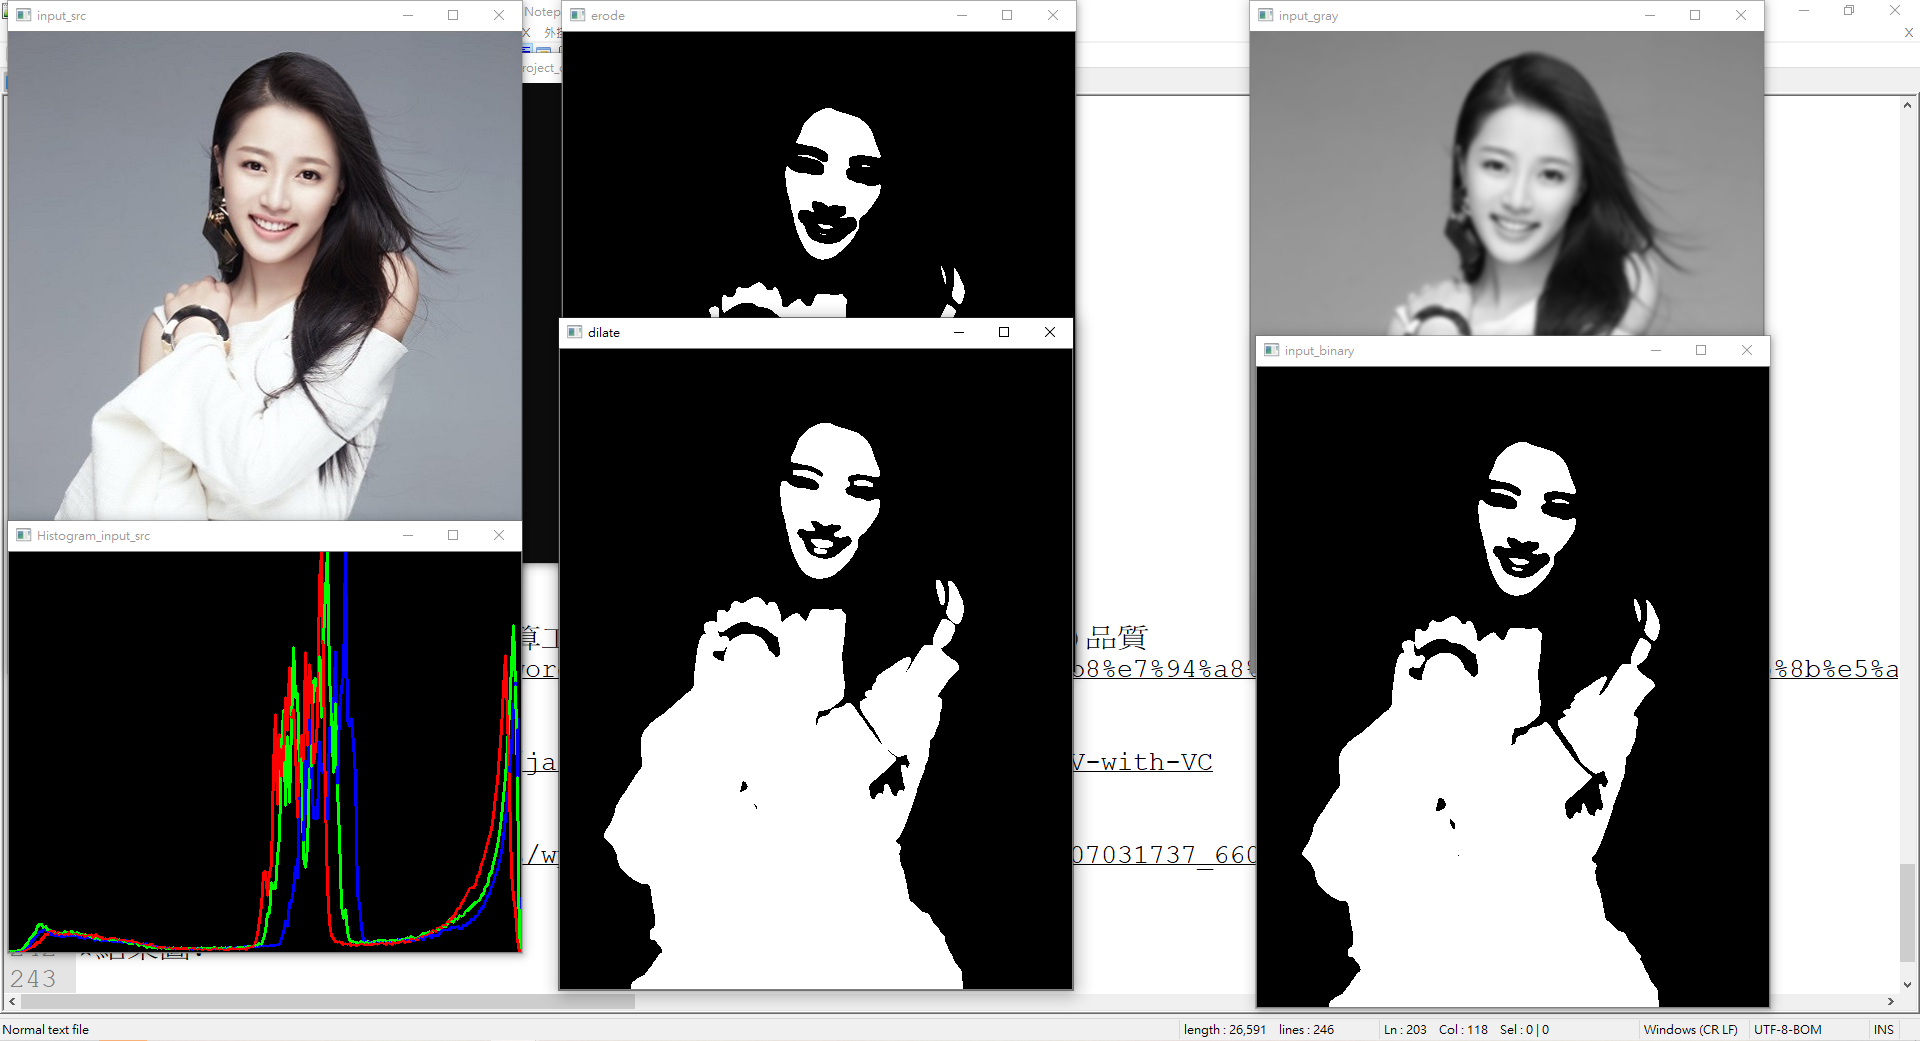 input_src
Notep
erode
input_gray
X 外
X
roject_
dilate
input_binary
Histogram_input_src
算工
品質
vor
b8%e7%94%a8%
%8b%e5%a
ja
V-with-VC
/w
07031737_660
243
Normal text file
length : 26,591 lines : 246
Ln : 203 Col : 118 Sel : 0 | 0
Windows (CR LF)
UTF-8-BOM
INS